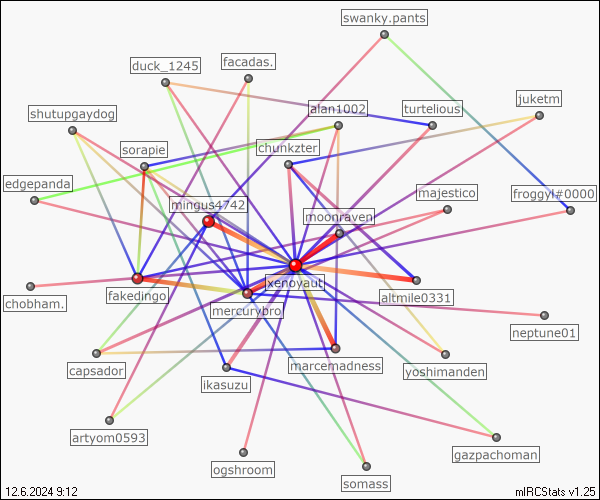 swanky.pants
duck_1245
facadas.
juketm
shutupgaydog
alan1002
turtelious
sorapie
chunkzter
edgepanda
majestico
froggyl#0000
mingus4742
moonraven
xenoyaut
chobham.
fakedingo
altmile0331
mercurybro
neptune01
capsador
marcemadness
yoshimanden
ikasuzu
artyom0593
gazpachoman
ogshroom
somass
12.6.2024 9:12
mIRCStats v1.25